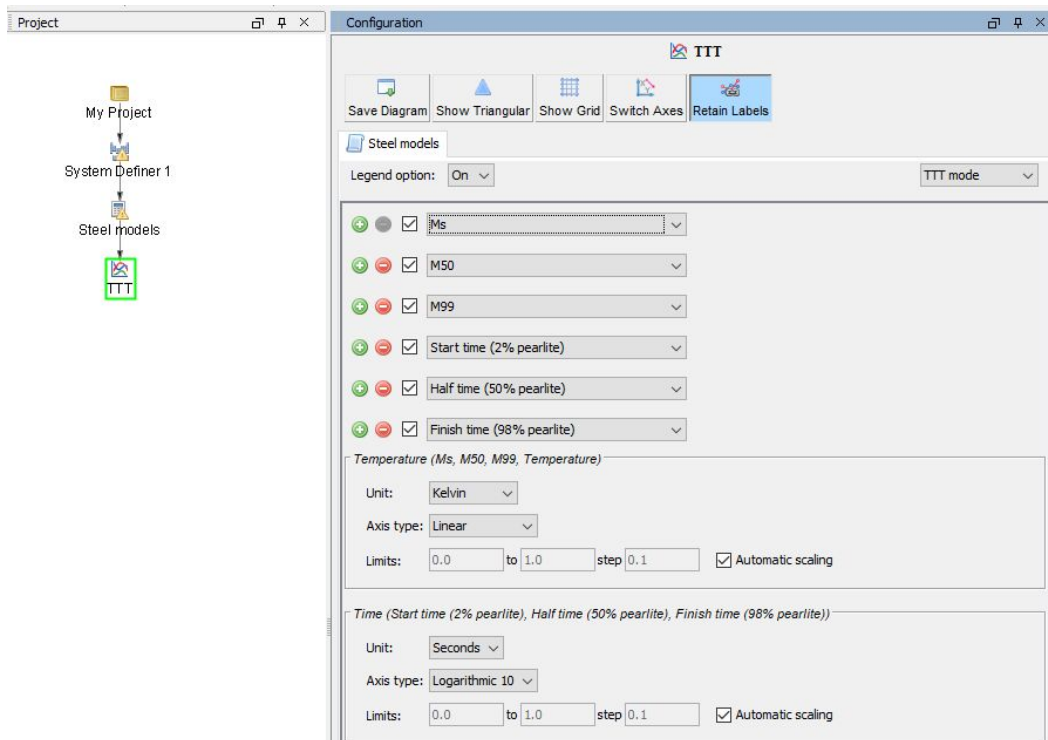 Project
My Project
System Definer 1
Steel models
TTT
Configuration
TTT
Save Diagram Show Triangular Show Grid Switch Axes Retain Labels
Steel models
Legend option: On TTT mode
Ms
M50
M99
Start time (2% pearlite)
Half time (50% pearlite)
Finish time (98% pearlite)
Temperature (Ms, M50, M99, Temperature)
Unit: Kelvin
Axis type: Linear
Limits: 0.0 to 1.0 step 0.1 Automatic scaling
Time (Start time (2% pearlite), Half time (50% pearlite), Finish time (98% pearlite))
Unit: Seconds
Axis type: Logarithmic 10
Limits: 0.0 to 1.0 step 0.1 Automatic scaling